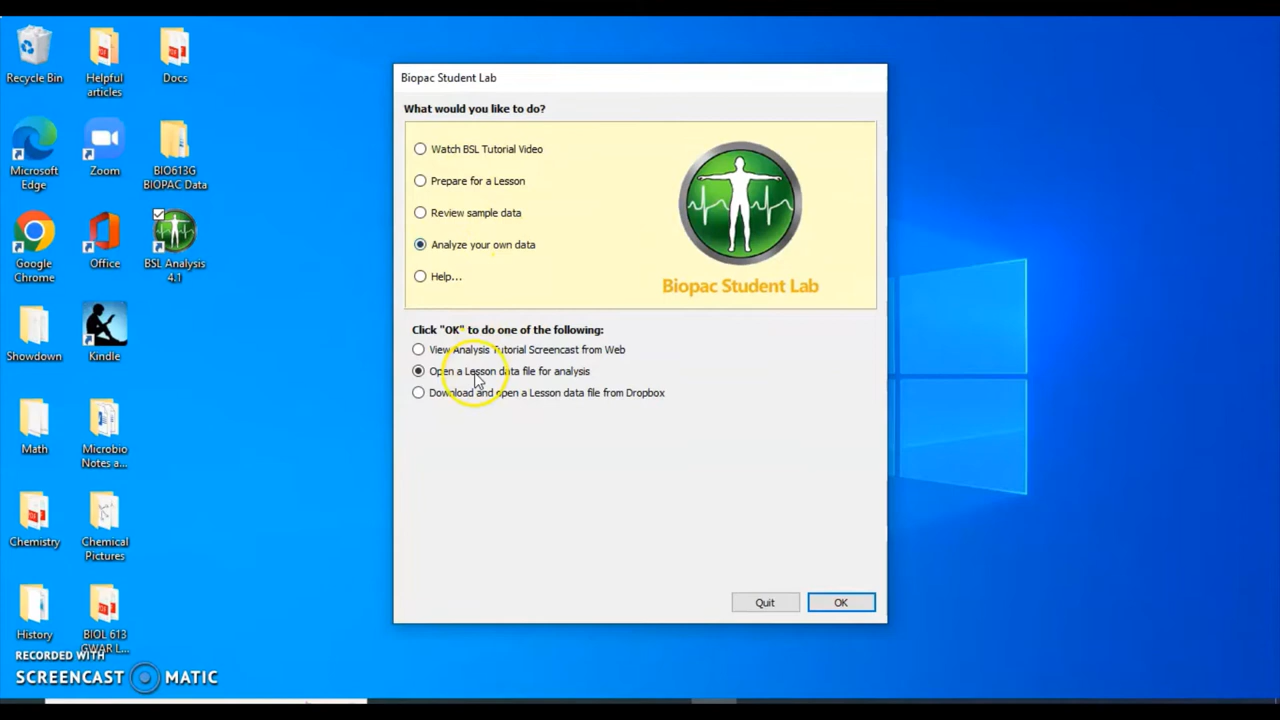 Recycle Bin
Helpful
articles
Docs
Microsoft
Edge
Zoom
BIO613G
BIOPAC Data
Google
Chrome
Office
BSL Analysis
4.1
Showdown
Kindle
Math
Microbio
Notes a...
Chemistry
Chemical
Pictures
History
BIOL 613
GWAR L...
Biopac Student Lab
What would you like to do?
Watch BSL Tutorial Video
Prepare for a Lesson
Review sample data
Analyze your own data
Help...
Biopac Student Lab
Click "OK" to do one of the following:
View Analysis Tutorial Screencast from Web
Open a Lesson data file for analysis
Download and open a Lesson data file from Dropbox
Quit
OK
RECORDED WITH
SCREENCAST MATIC